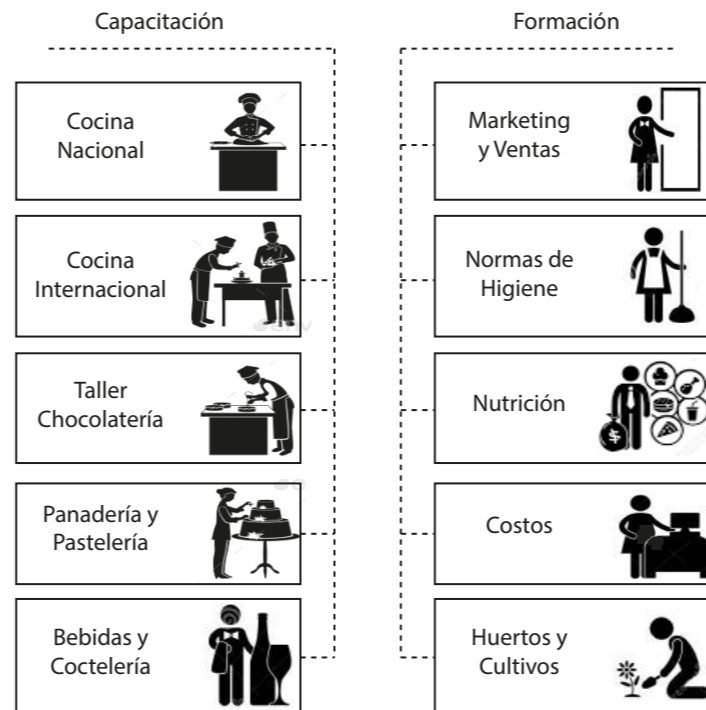 Capacitación
Formación
Cocina
Nacional
Marketing
y Ventas
Cocina
Internacional
Normas de
Higiene
Taller
Chocolatería
Nutrición
$
Panadería y
Pastelería
Costos
Bebidas y
Coctelería
Huertos y
Cultivos